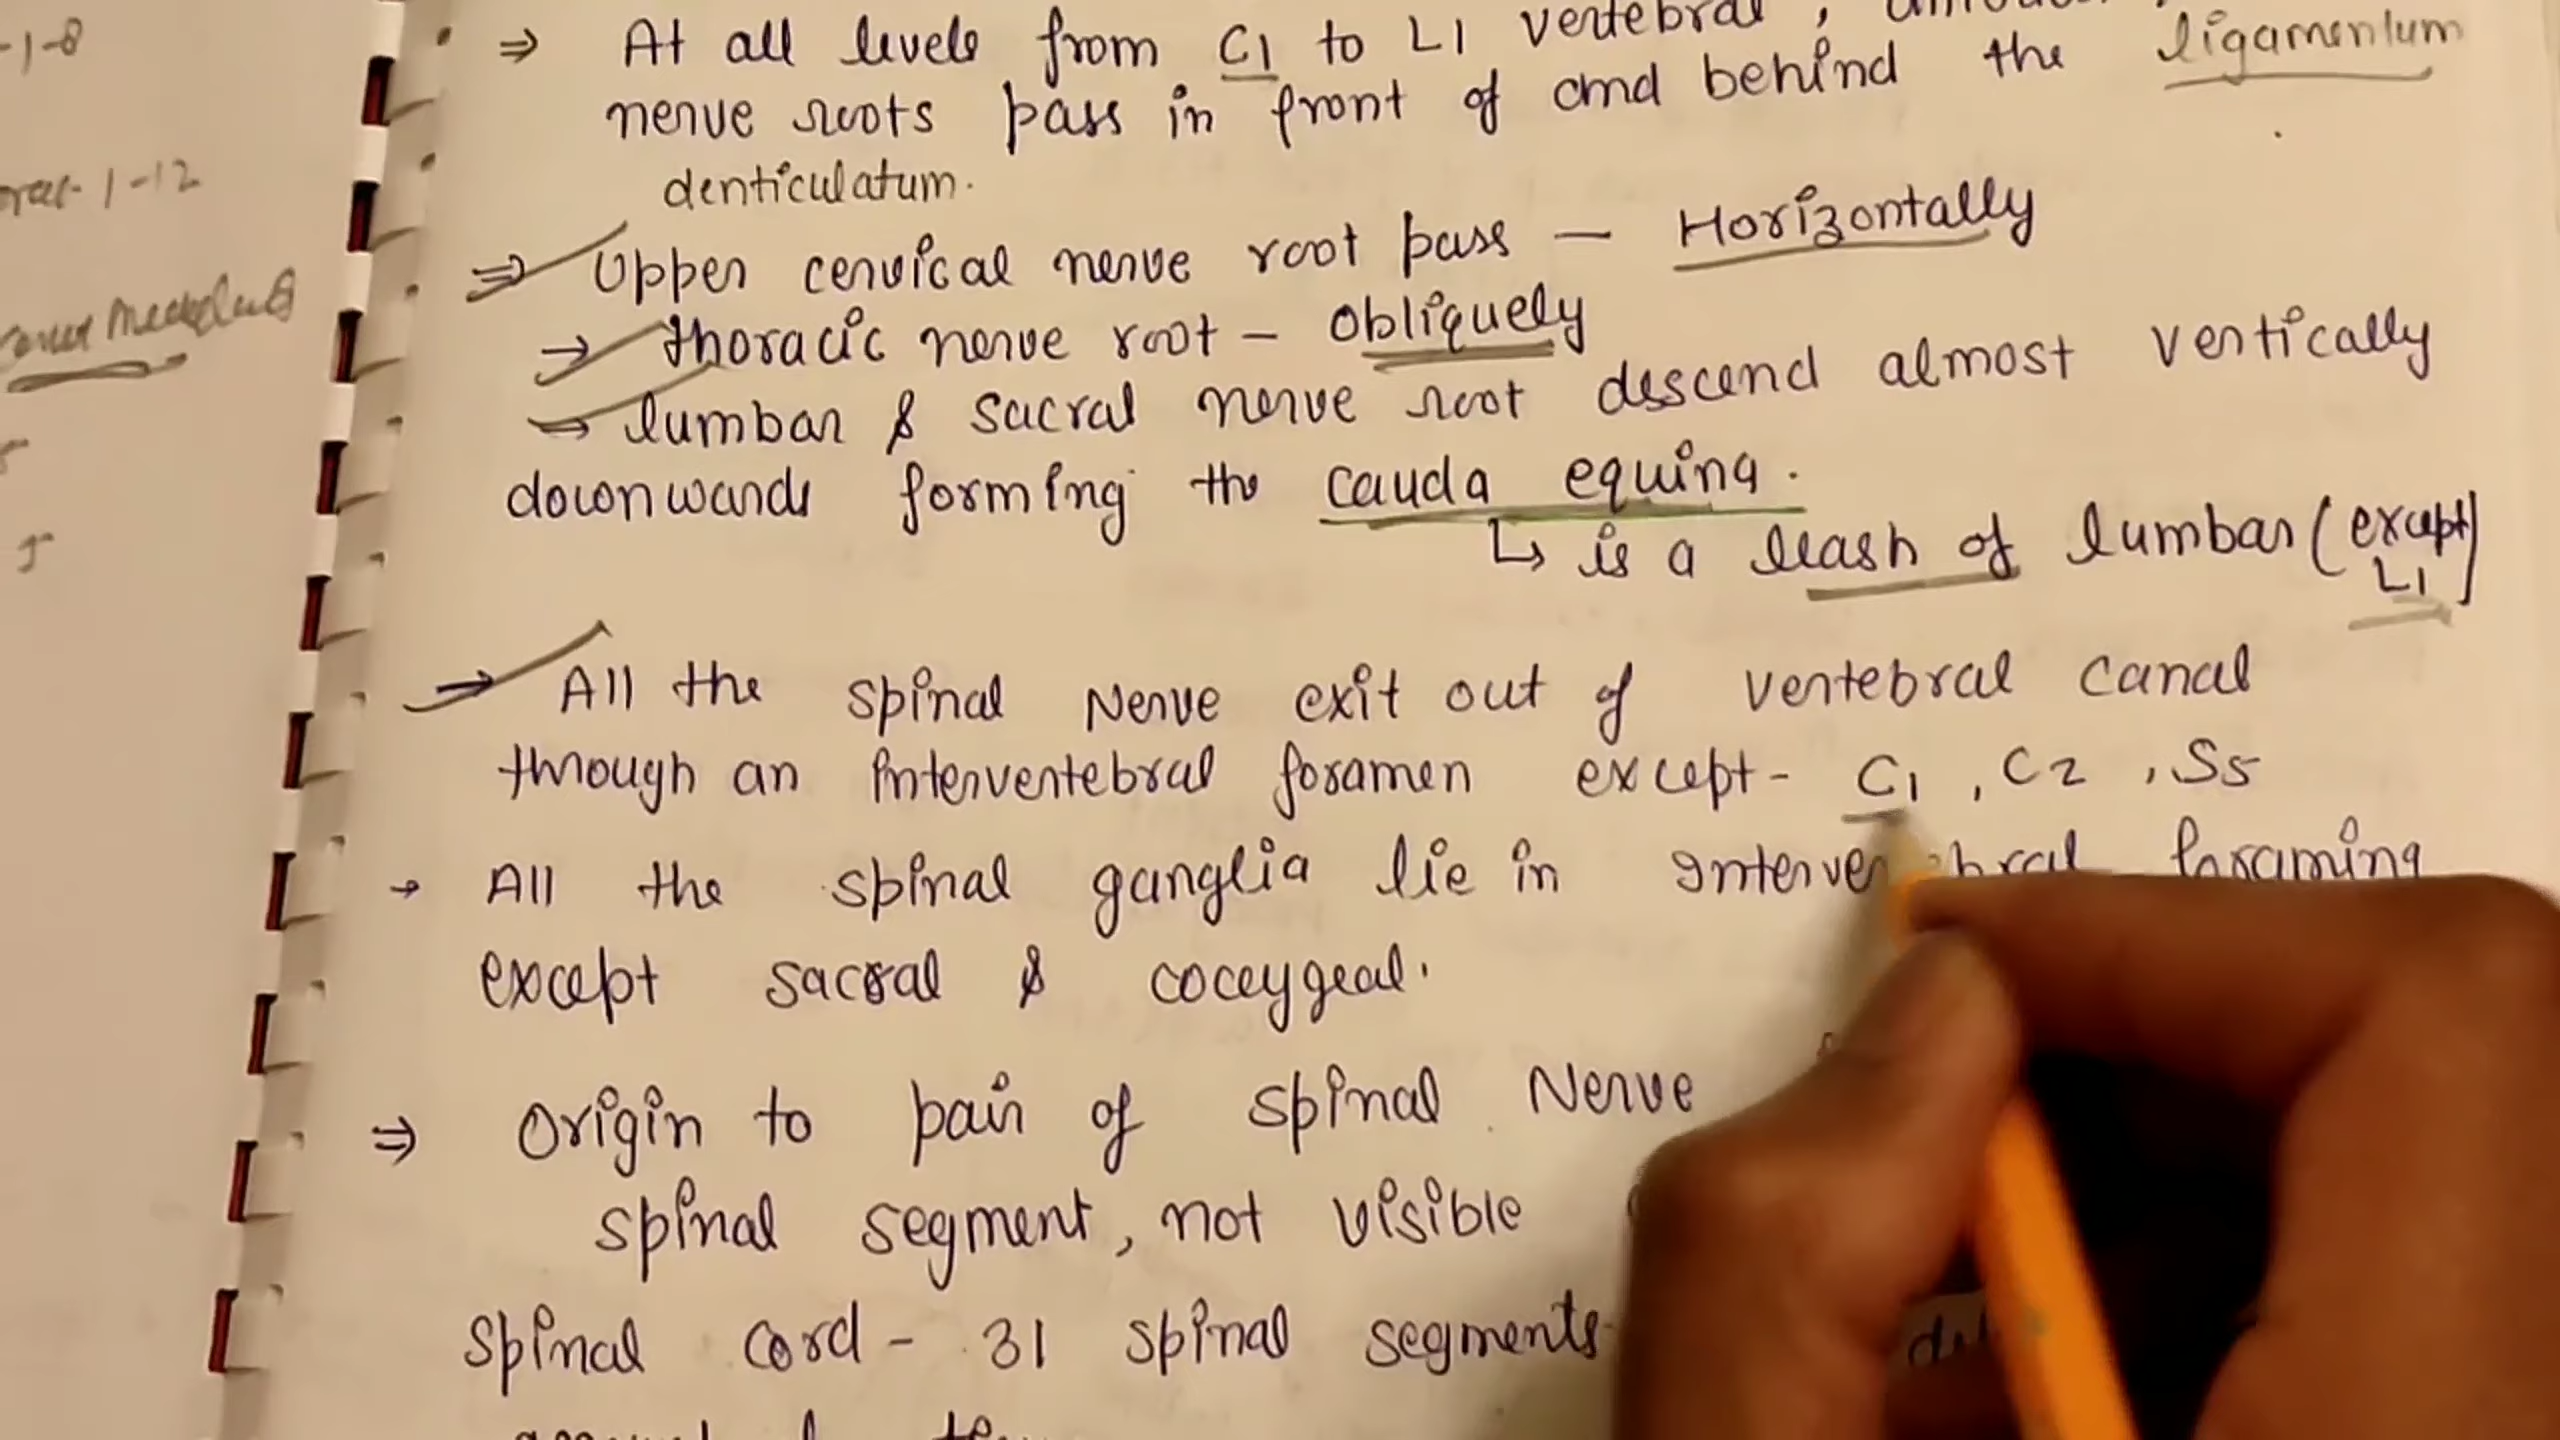 -1-8
1-12
⇒ At all levels from C1 to L1 vertebral,
nerve roots pass in front of and behind the ligamentum
denticulatum.
⇒ Upper cervical nerve root pass - Horizontally
→ thoracic nerve root - obliquely
→ lumbar & sacral nerve root descend almost vertically
downwards forming the cauda equina.
↳ is a leash of lumbar (except
L1)
→ All the spinal Nerve exit out of vertebral canal
through an intervertebral foramen except - C1, C2, S5
→ All the spinal ganglia lie in
except sacral & coccygeal.
⇒ Origin to pair of spinal Nerve
spinal segment, not visible
spinal cord - 31 spinal segments